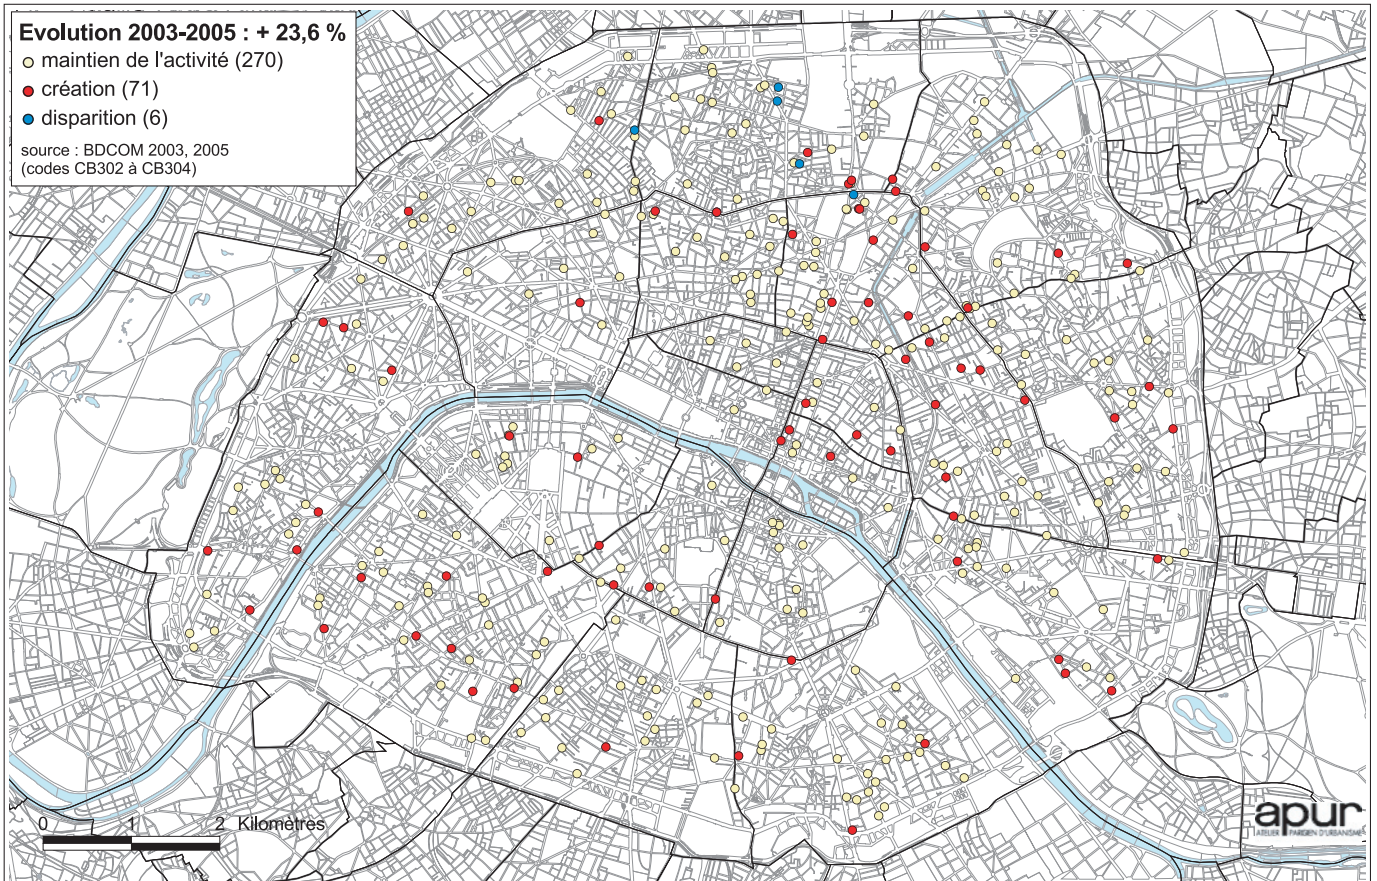 Evolution 2003-2005 : + 23,6 %
maintien de l'activité (270)
création (71)
disparition (6)
source : BDCOM 2003, 2005
(codes CB302 à CB304)
0 1 2 Kilomètres
apur
ATELIER PARISIEN D'URBANISME